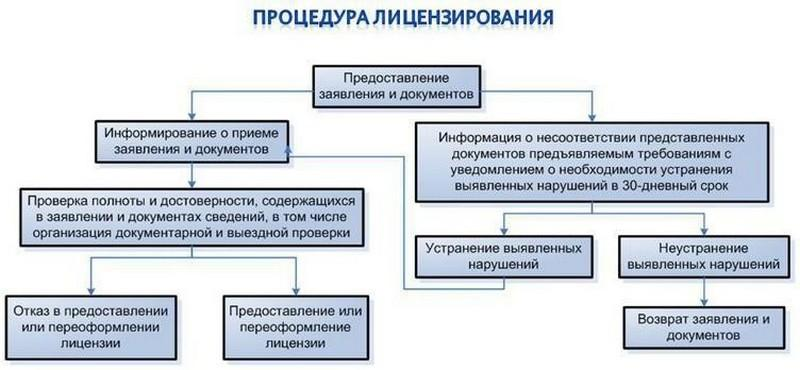 ПРОЦЕДУРА ЛИЦЕНЗИРОВАНИЯ
Предоставление
заявления и документов
Информирование о приеме
заявления и документов
Информация о несоответствии представленных
документов предъявляемым требованиям с
уведомлением о необходимости устранения
выявленных нарушений в 30-дневный срок
Проверка полноты и достоверности, содержащихся
в заявлении и документах сведений, в том числе
организация документарной и выездной проверки
Устранение выявленных
нарушений
Неустранение
выявленных нарушений
Отказ в предоставлении
или переоформлении
лицензии
Предоставление или
переоформление
лицензии
Возврат заявления и
документов